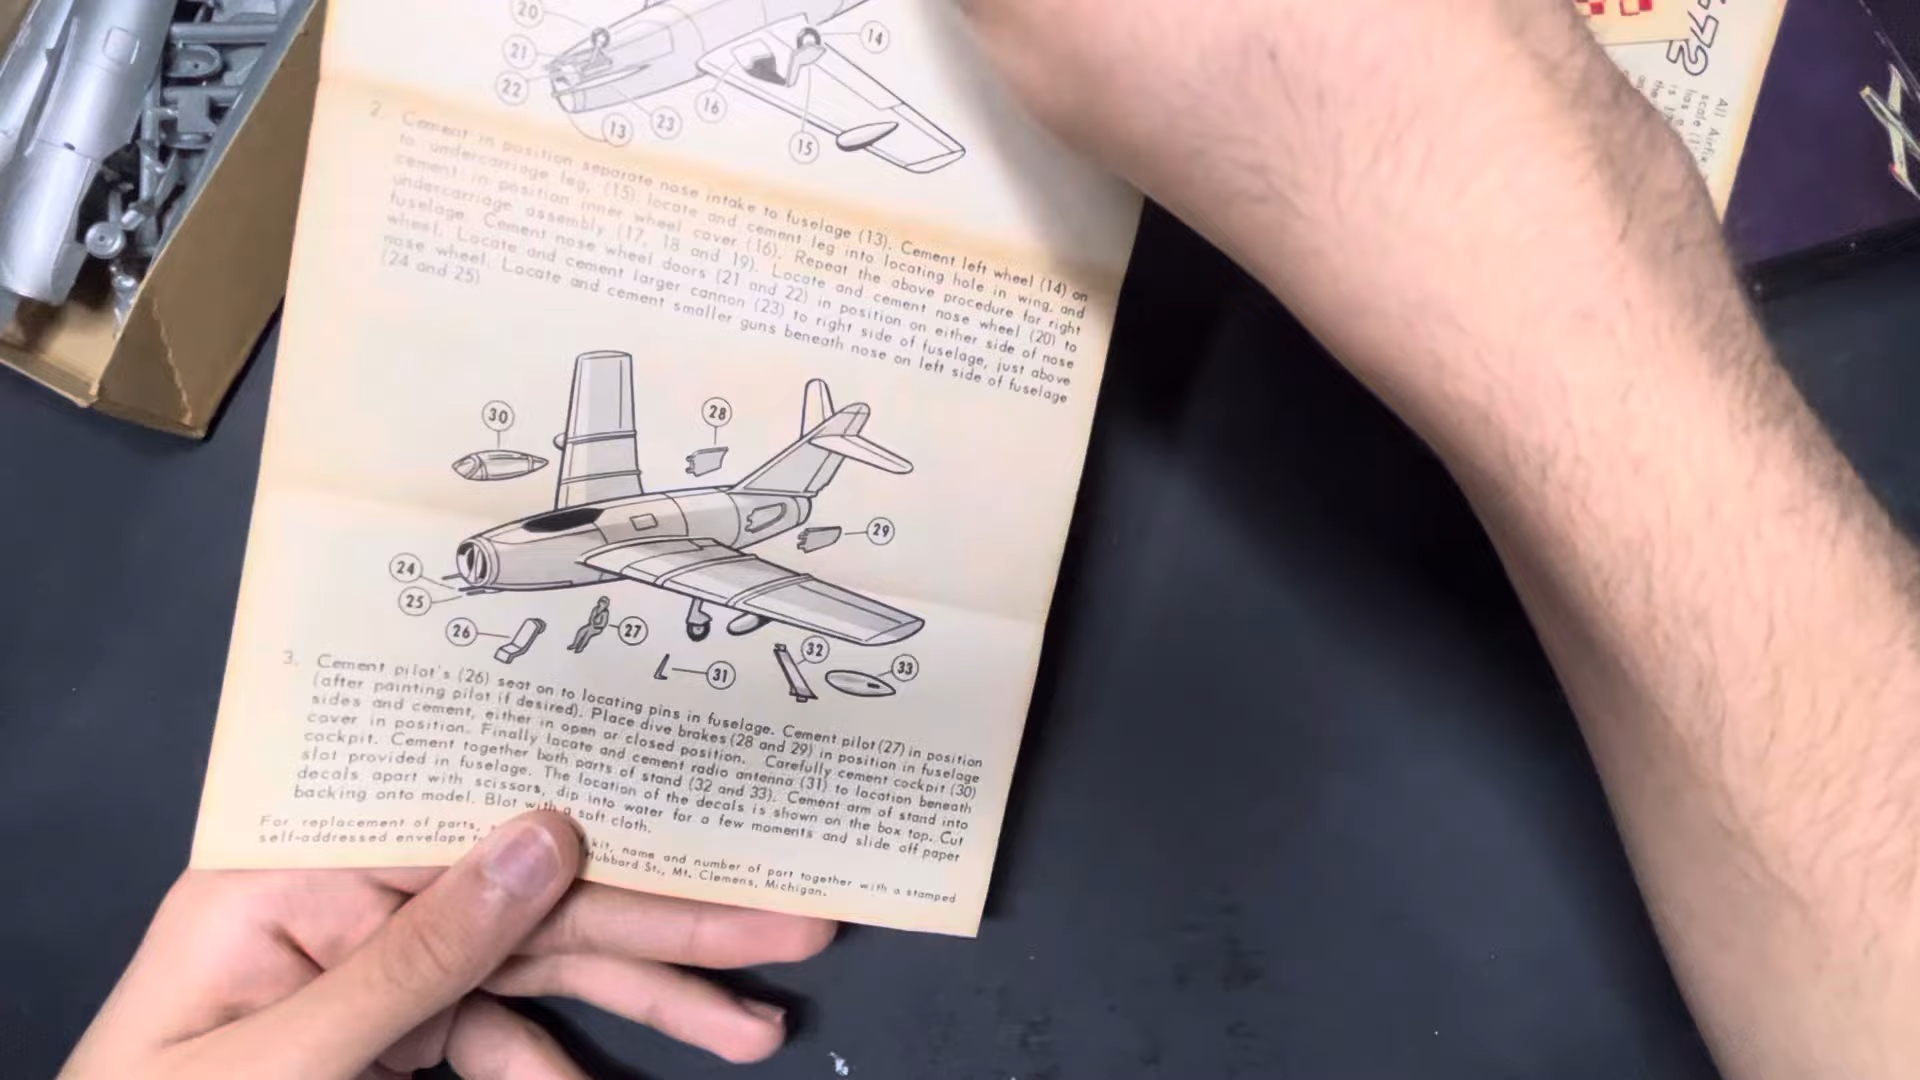 20
21
22
13
23
16
14
15
2. Cement in position separate nose intake to fuselage (13). Cement left wheel (14) on
to undercarriage leg, (15) locate and cement leg into locating hole in wing, and
cement in position inner wheel cover (16). Repeat the above procedure for right
undercarriage assembly (17, 18 and 19). Locate and cement nose wheel (20) to
fuselage. Cement nose wheel doors (21 and 22) in position on either side of nose
wheel. Locate and cement larger cannon (23) to right side of fuselage, just above
nose wheel. Locate and cement smaller guns beneath nose on left side of fuselage
(24 and 25)
30
28
29
24
25
26
27
31
32
33
3. Cement pilot's (26) seat on to locating pins in fuselage. Cement pilot (27) in position
(after painting pilot if desired). Place dive brakes (28 and 29) in position in fuselage
sides and cement, either in open or closed position. Carefully cement cockpit (30)
cover in position. Finally locate and cement radio antenna (31) to location beneath
cockpit. Cement together both parts of stand (32 and 33). Cement arm of stand into
slot provided in fuselage. The location of the decals is shown on the box top. Cut
decals apart with scissors, dip into water for a few moments and slide off paper
backing onto model. Blot with a soft cloth.
For replacement of parts, kit, name and number of part together with a stamped
self-addressed envelope Hubbard St., Mt. Clemens, Michigan.
-72
All Airfix
scale
has a
is
the